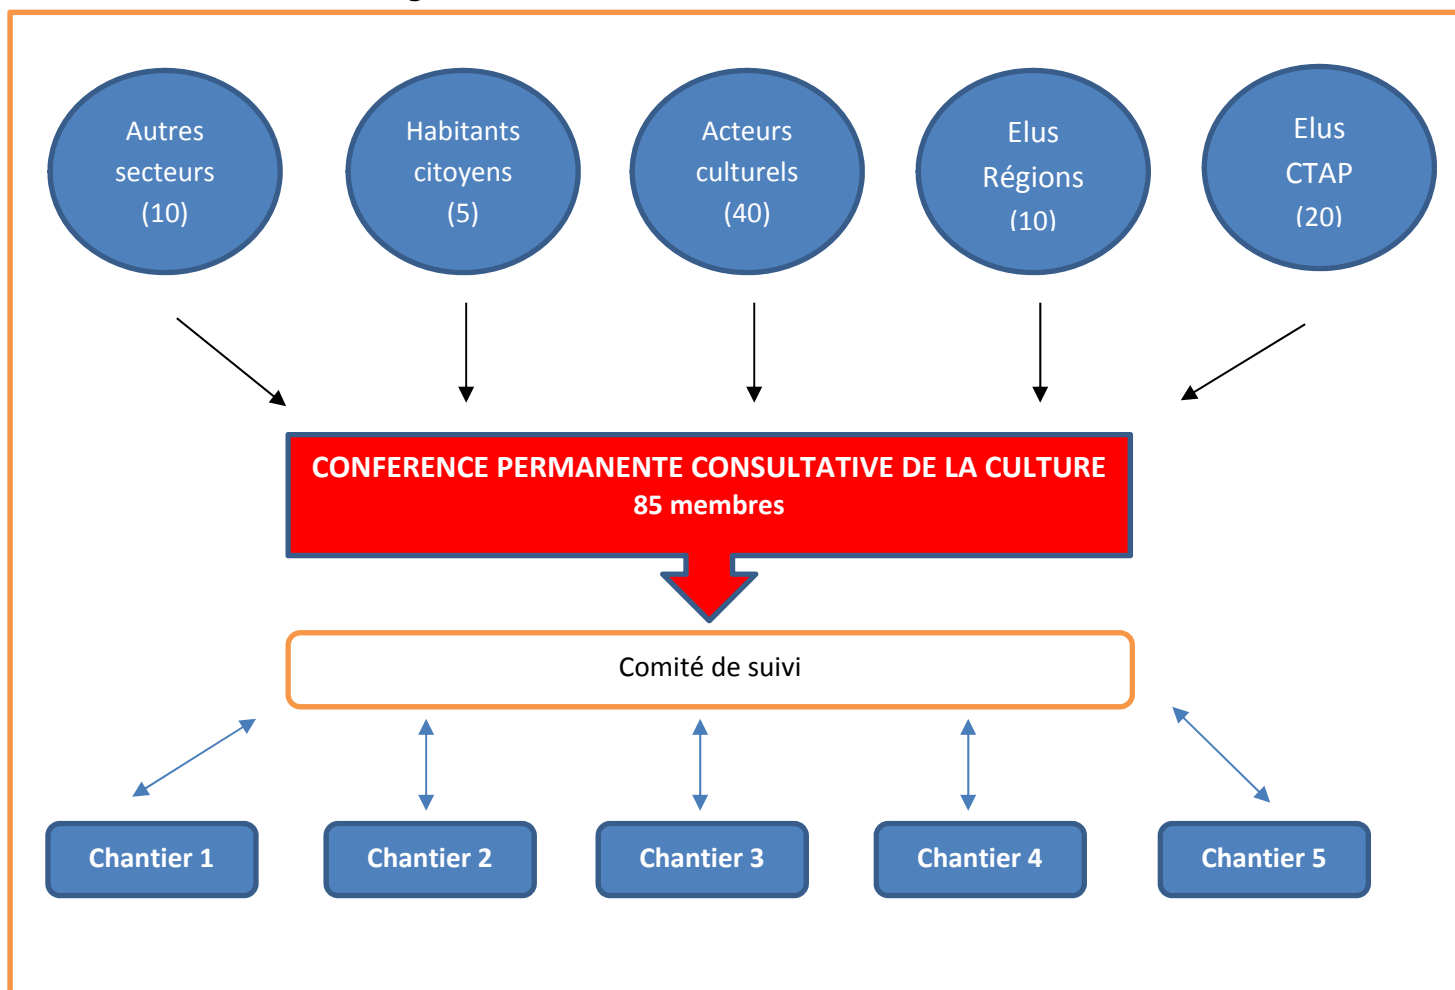 Autres
secteurs
(10)
Habitants
citoyens
(5)
Acteurs
culturels
(40)
Elus
Régions
(10)
Elus
CTAP
(20)
CONFERENCE PERMANENTE CONSULTATIVE DE LA CULTURE
85 membres
Comité de suivi
Chantier 1
Chantier 2
Chantier 3
Chantier 4
Chantier 5